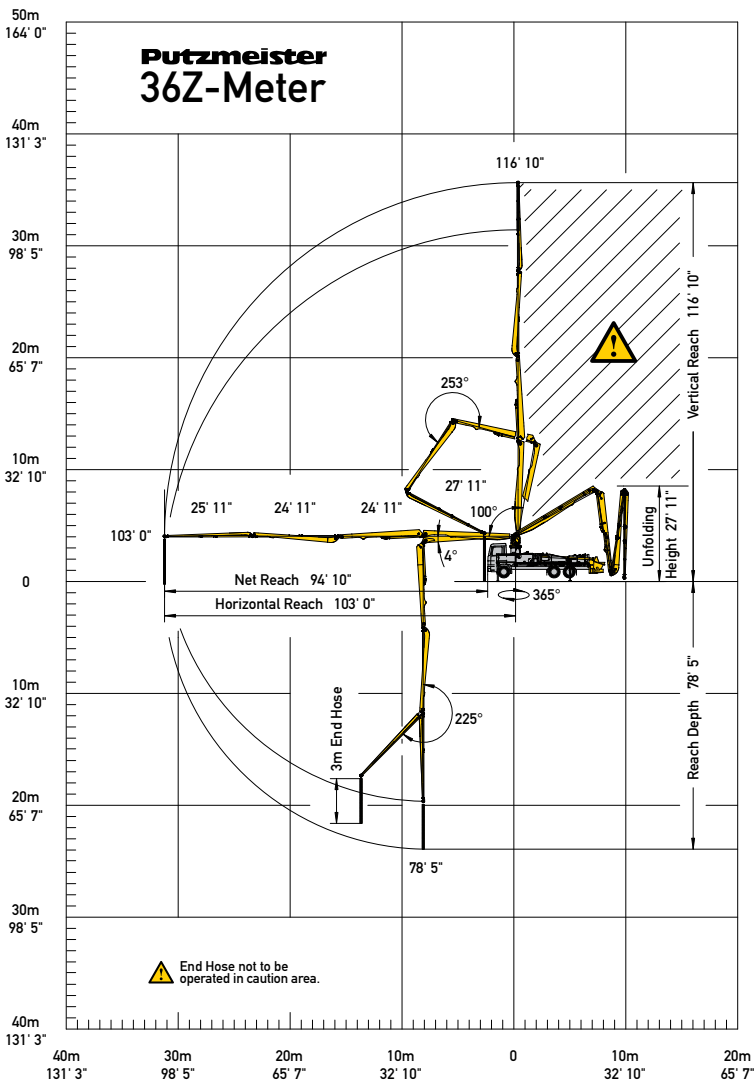 50m
164' 0"
Putzmeister
36Z-Meter
40m
131' 3"
116' 10"
30m
98' 5"
Vertical Reach 116' 10"
20m
65' 7"
253°
10m
32' 10"
27' 11"
25' 11"
24' 11"
24' 11"
100°
103' 0"
4°
Unfolding
Height 27' 11"
0
Net Reach 94' 10"
365°
Horizontal Reach 103' 0"
10m
32' 10"
3m End Hose
225°
Reach Depth 78' 5"
20m
65' 7"
78' 5"
30m
98' 5"
End Hose not to be
operated in caution area.
40m
131' 3"
40m
131' 3"
30m
98' 5"
20m
65' 7"
10m
32' 10"
0
10m
32' 10"
20m
65' 7"